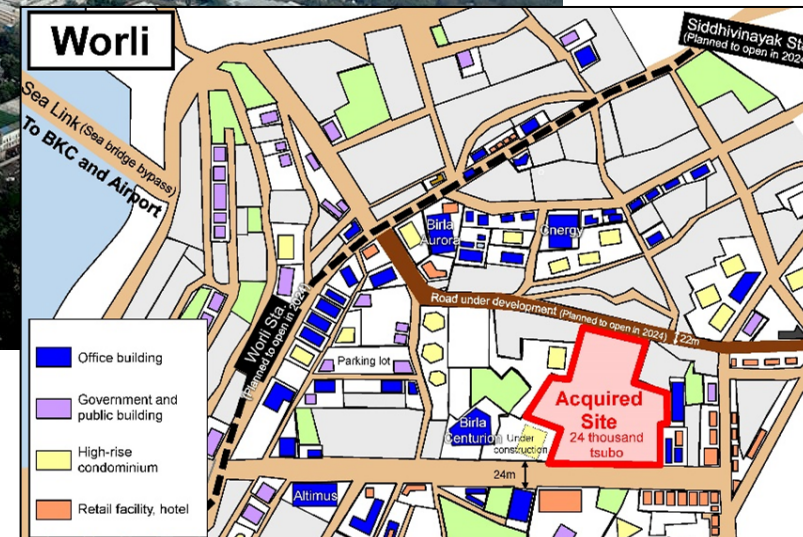 Worli
Siddhivinayak St
(Planned to open in 2024
Sea Link (Sea bridge bypass)
To BKC and Airport
Birla
Aurora
Cnergy
Worli Sta.
(Planned to open in 2024)
Road under development (Planned to open in 2024)
22m
Parking lot
Acquired
Site
24 thousand
tsubo
Birla
Centurion
Under
construction
24m
Altimus
Office building
Government and
public building
High-rise
condominium
Retail facility, hotel